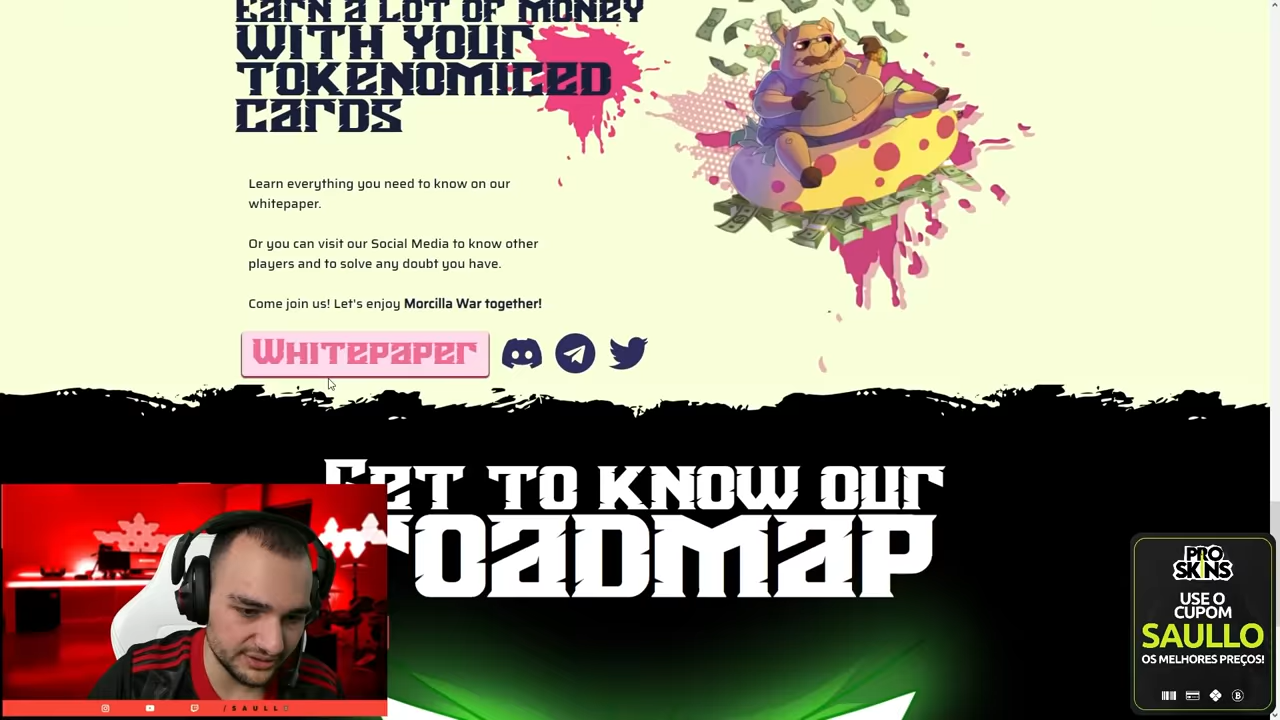 Earn a lot of money
with your
tokenomiced
cards
Learn everything you need to know on our
whitepaper.
Or you can visit our Social Media to know other
players and to solve any doubt you have.
Come join us! Let's enjoy Morcilla War together!
Whitepaper
Get to know our
Roadmap
PRO
SKINS
USE O
CUPOM
SAULLO
OS MELHORES PREÇOS!
/SAULLO